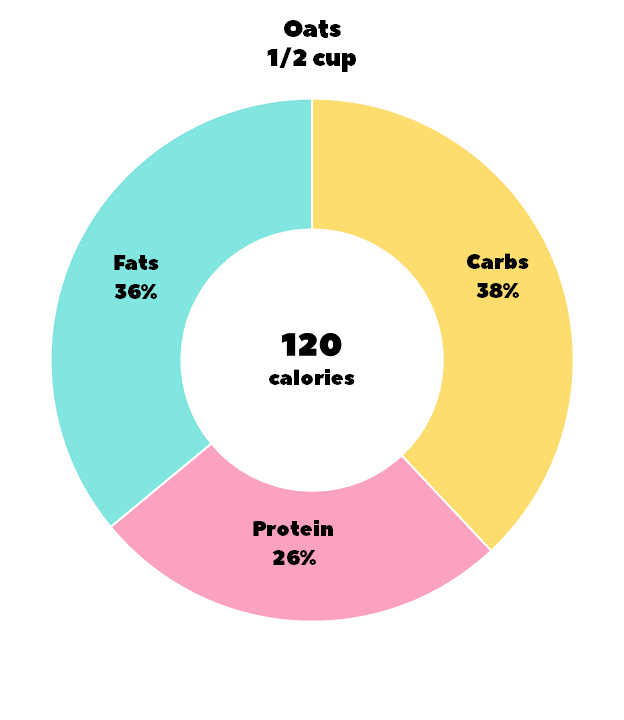 Oats
1/2 cup
Fats
36%
Carbs
38%
120
calories
Protein
26%